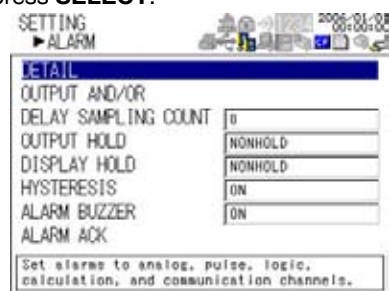 press SELECT.
SETTING
►ALARM
DETAIL
OUTPUT AND/OR
DELAY SAMPLING COUNT 0
OUTPUT HOLD NONHOLD
DISPLAY HOLD NONHOLD
HYSTERESIS ON
ALARM BUZZER ON
ALARM ACK
Set alarms to analog, pulse, logic,
calculation, and communication channels.